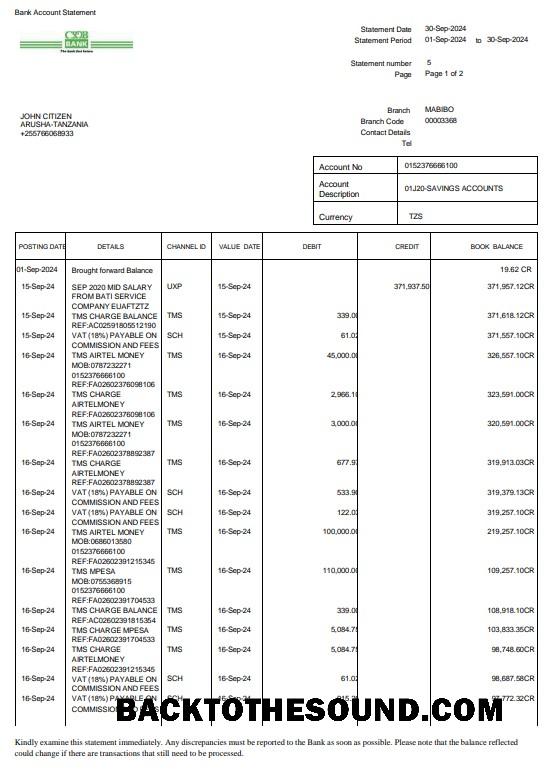 Bank Account Statement
CRDB
BANK
The bank that listens
Statement Date 30-Sep-2024
Statement Period 01-Sep-2024 to 30-Sep-2024
Statement number 5
Page Page 1 of 2
JOHN CITIZEN
ARUSHA-TANZANIA
+255766068933
Branch MABIBO
Branch Code 00003368
Contact Details
Tel
Account No 0152376666100
Account Description 01J20-SAVINGS ACCOUNTS
Currency TZS
POSTING DATE DETAILS CHANNEL ID VALUE DATE DEBIT CREDIT BOOK BALANCE
01-Sep-2024 Brought forward Balance 19.62 CR
15-Sep-24 SEP 2020 MID SALARY UXP 15-Sep-24 371,937.50 371,957.12CR
FROM BATI SERVICE
COMPANY EUAFTZTZ
15-Sep-24 TMS CHARGE BALANCE TMS 15-Sep-24 339.00 371,618.12CR
REF:AC02591805512190
15-Sep-24 VAT (18%) PAYABLE ON SCH 15-Sep-24 61.02 371,557.10CR
COMMISSION AND FEES
16-Sep-24 TMS AIRTEL MONEY TMS 16-Sep-24 45,000.00 326,557.10CR
MOB:0787232271
0152376666100
REF:FA02602376098106
16-Sep-24 TMS CHARGE TMS 16-Sep-24 2,966.10 323,591.00CR
AIRTELMONEY
REF:FA02602376098106
16-Sep-24 TMS AIRTEL MONEY TMS 16-Sep-24 3,000.00 320,591.00CR
MOB:0787232271
0152376666100
REF:FA02602378892387
16-Sep-24 TMS CHARGE TMS 16-Sep-24 677.97 319,913.03CR
AIRTELMONEY
REF:FA02602378892387
16-Sep-24 VAT (18%) PAYABLE ON SCH 16-Sep-24 533.90 319,379.13CR
COMMISSION AND FEES
16-Sep-24 VAT (18%) PAYABLE ON SCH 16-Sep-24 122.03 319,257.10CR
COMMISSION AND FEES
16-Sep-24 TMS AIRTEL MONEY TMS 16-Sep-24 100,000.00 219,257.10CR
MOB:0686013580
0152376666100
REF:FA02602391215345
16-Sep-24 TMS MPESA TMS 16-Sep-24 110,000.00 109,257.10CR
MOB:0755368915
0152376666100
REF:FA02602391704533
16-Sep-24 TMS CHARGE BALANCE TMS 16-Sep-24 339.00 108,918.10CR
REF:AC02602391815354
16-Sep-24 TMS CHARGE MPESA TMS 16-Sep-24 5,084.75 103,833.35CR
REF:FA02602391704533
16-Sep-24 TMS CHARGE TMS 16-Sep-24 5,084.75 98,748.60CR
AIRTELMONEY
REF:FA02602391215345
16-Sep-24 VAT (18%) PAYABLE ON SCH 16-Sep-24 61.02 98,687.58CR
COMMISSION AND FEES
16-Sep-24 VAT (18%) PAYABLE ON SCH 16-Sep-24 97,772.32CR
BACKTOTHESOUND.COM
Kindly examine this statement immediately. Any discrepancies must be reported to the Bank as soon as possible. Please note that the balance reflected
could change if there are transactions that still need to be processed.